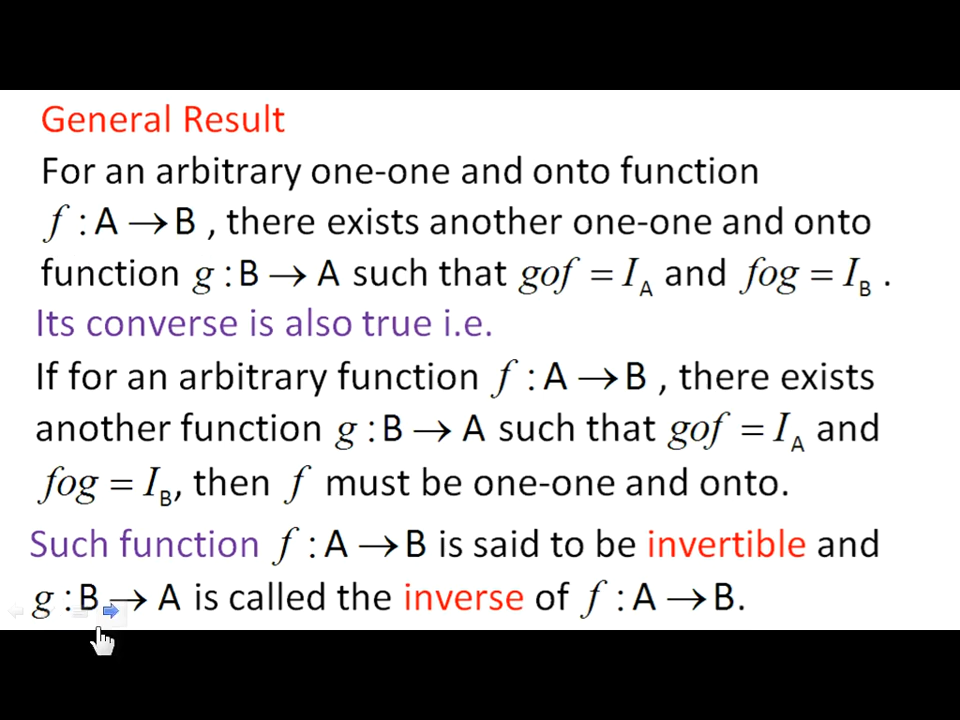 General Result
For an arbitrary one-one and onto function
f : A → B , there exists another one-one and onto
function g : B → A such that gof = I_A and fog = I_B .
Its converse is also true i.e.
If for an arbitrary function f : A → B , there exists
another function g : B → A such that gof = I_A and
fog = I_B, then f must be one-one and onto.
Such function f : A → B is said to be invertible and
g : B → A is called the inverse of f : A → B.